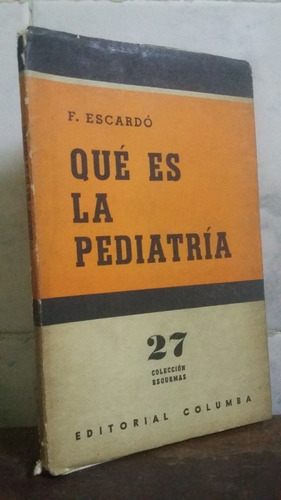 F. ESCARDÓ
QUÉ ES
LA
PEDIATRÍA
27
COLECCIÓN
ESQUEMAS
EDITORIAL COLUMBA